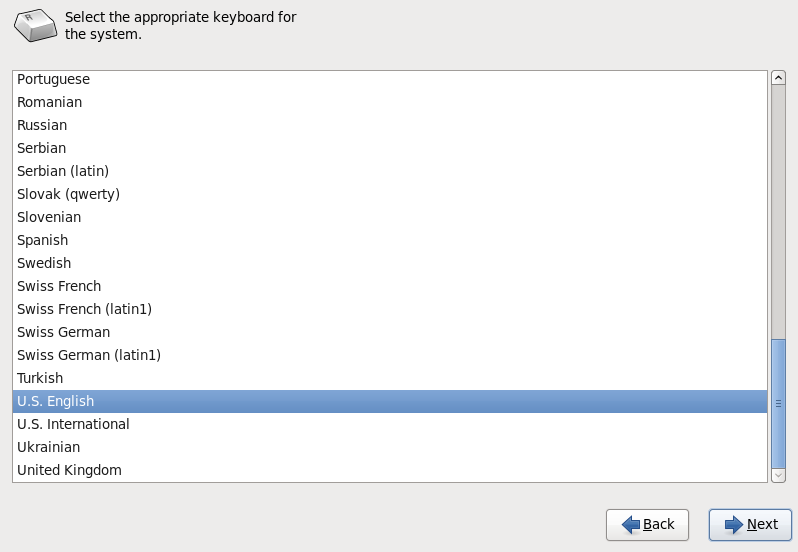 Select the appropriate keyboard for
the system.
Portuguese
Romanian
Russian
Serbian
Serbian (latin)
Slovak (qwerty)
Slovenian
Spanish
Swedish
Swiss French
Swiss French (latin1)
Swiss German
Swiss German (latin1)
Turkish
U.S. English
U.S. International
Ukrainian
United Kingdom
Back
Next